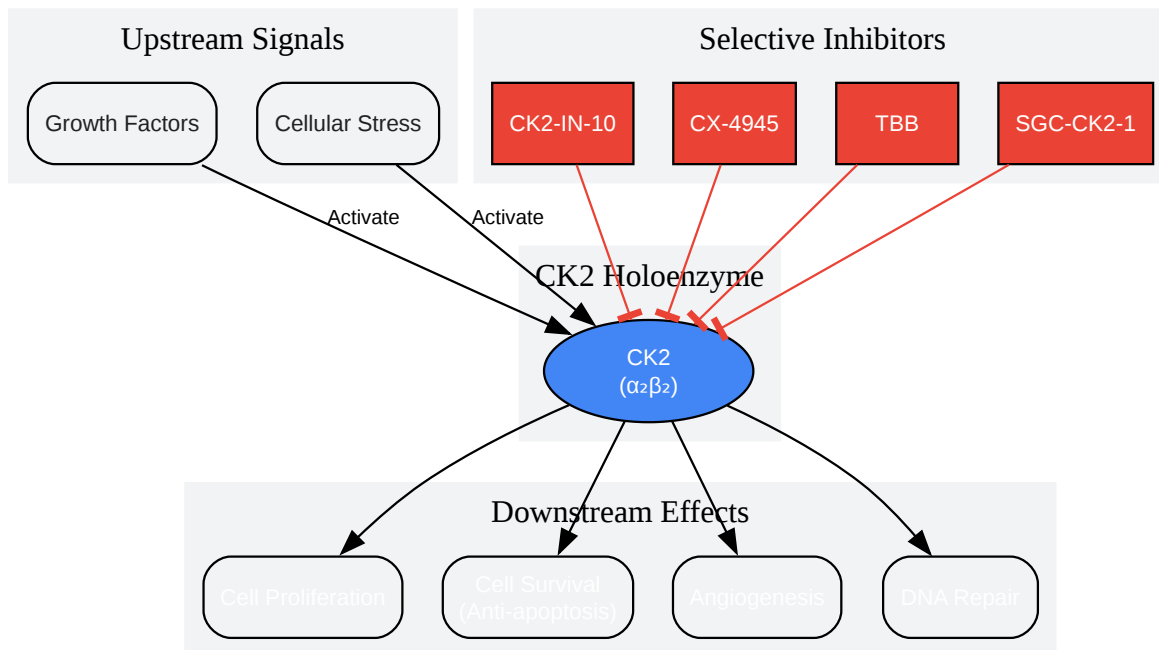 Upstream Signals
Selective Inhibitors
Growth Factors
Cellular Stress
CK2-IN-10
CX-4945
TBB
SGC-CK2-1
Activate
Activate
CK2 Holoenzyme
CK2
(α₂β₂)
Downstream Effects
Cell Proliferation
Cell Survival
(Anti-apoptosis)
Angiogenesis
DNA Repair